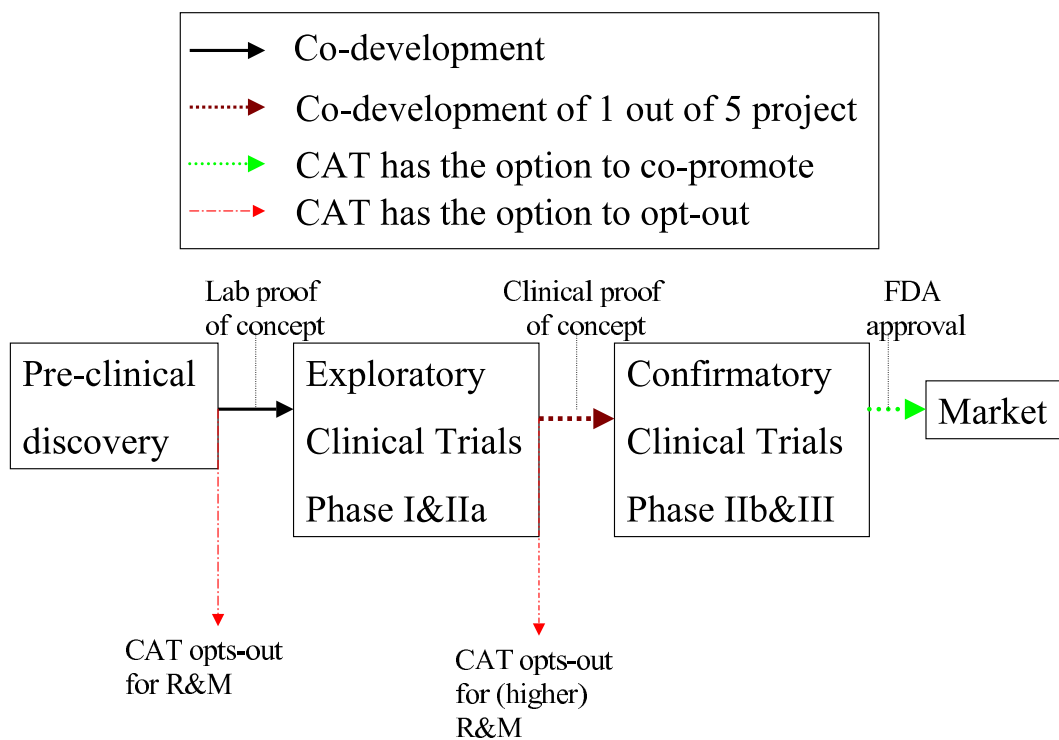 Co-development
Co-development of 1 out of 5 project
CAT has the option to co-promote
CAT has the option to opt-out
Lab proof
of concept
Clinical proof
of concept
FDA
approval
Pre-clinical
discovery
Exploratory
Clinical Trials
Phase I&IIa
Confirmatory
Clinical Trials
Phase IIb&III
Market
CAT opts-out
for R&M
CAT opts-out
for (higher)
R&M